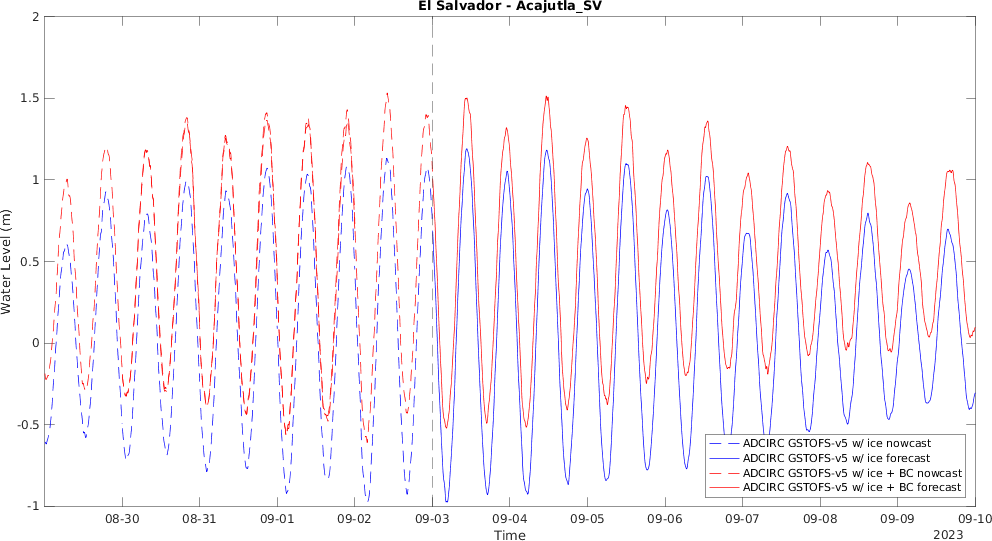 El Salvador - Acajutla_SV
Water Level (m)
2
1.5
1
0.5
0
-0.5
-1
08-30 08-31 09-01 09-02 09-03 09-04 09-05 09-06 09-07 09-08 09-09 09-10
Time
2023
ADCIRC GSTOFS-v5 w/ ice nowcast
ADCIRC GSTOFS-v5 w/ ice forecast
ADCIRC GSTOFS-v5 w/ ice + BC nowcast
ADCIRC GSTOFS-v5 w/ ice + BC forecast